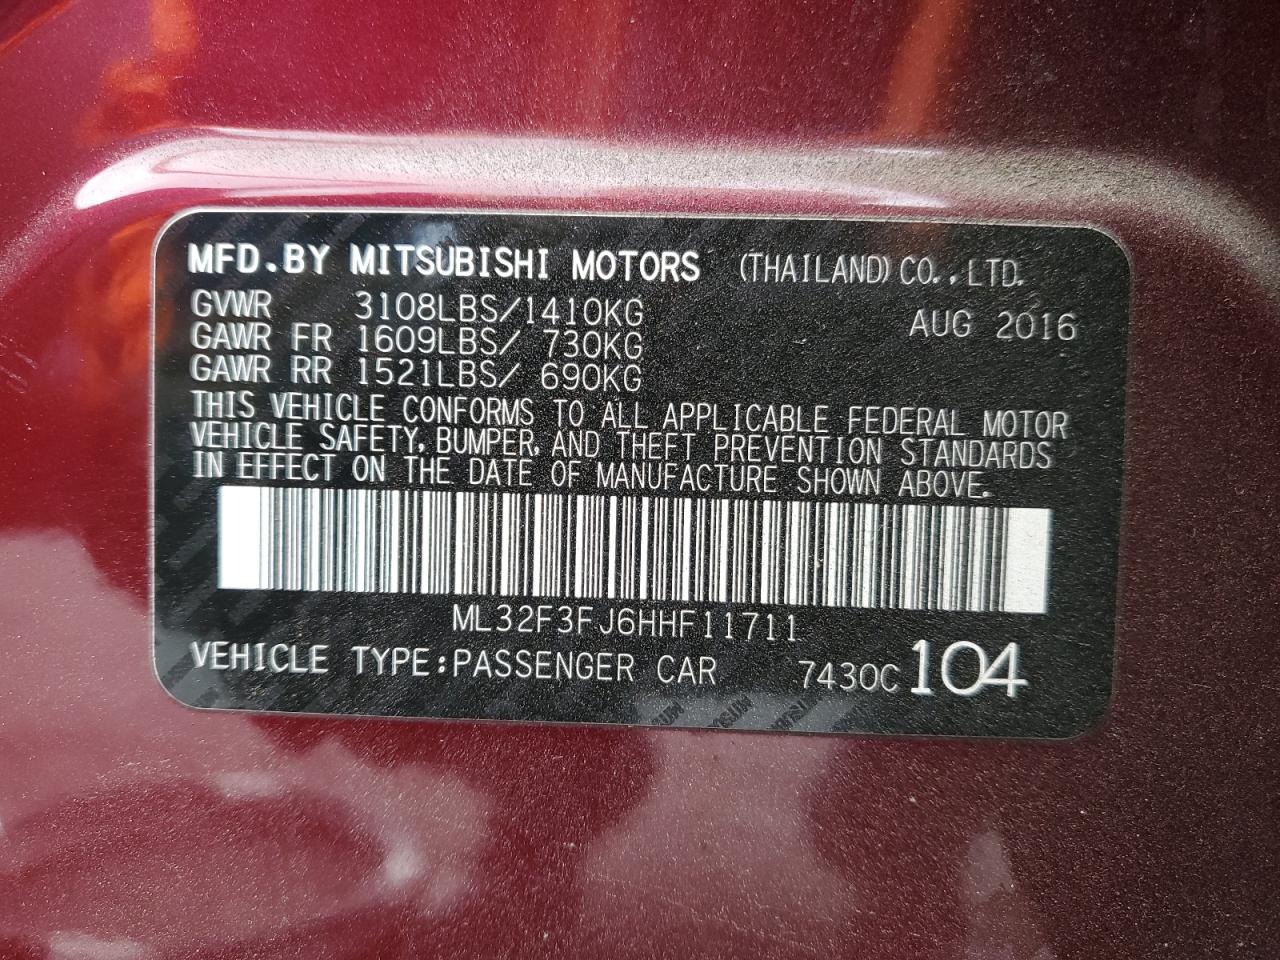 MFD.BY MITSUBISHI MOTORS (THAILAND) CO.,LTD.
GVWR 3108LBS/1410KG AUG 2016
GAWR FR 1609LBS/ 730KG
GAWR RR 1521LBS/ 690KG
THIS VEHICLE CONFORMS TO ALL APPLICABLE FEDERAL MOTOR
VEHICLE SAFETY, BUMPER, AND THEFT PREVENTION STANDARDS
IN EFFECT ON THE DATE OF MANUFACTURE SHOWN ABOVE.
ML32F3FJ6HHF11711
VEHICLE TYPE:PASSENGER CAR 7430C 104